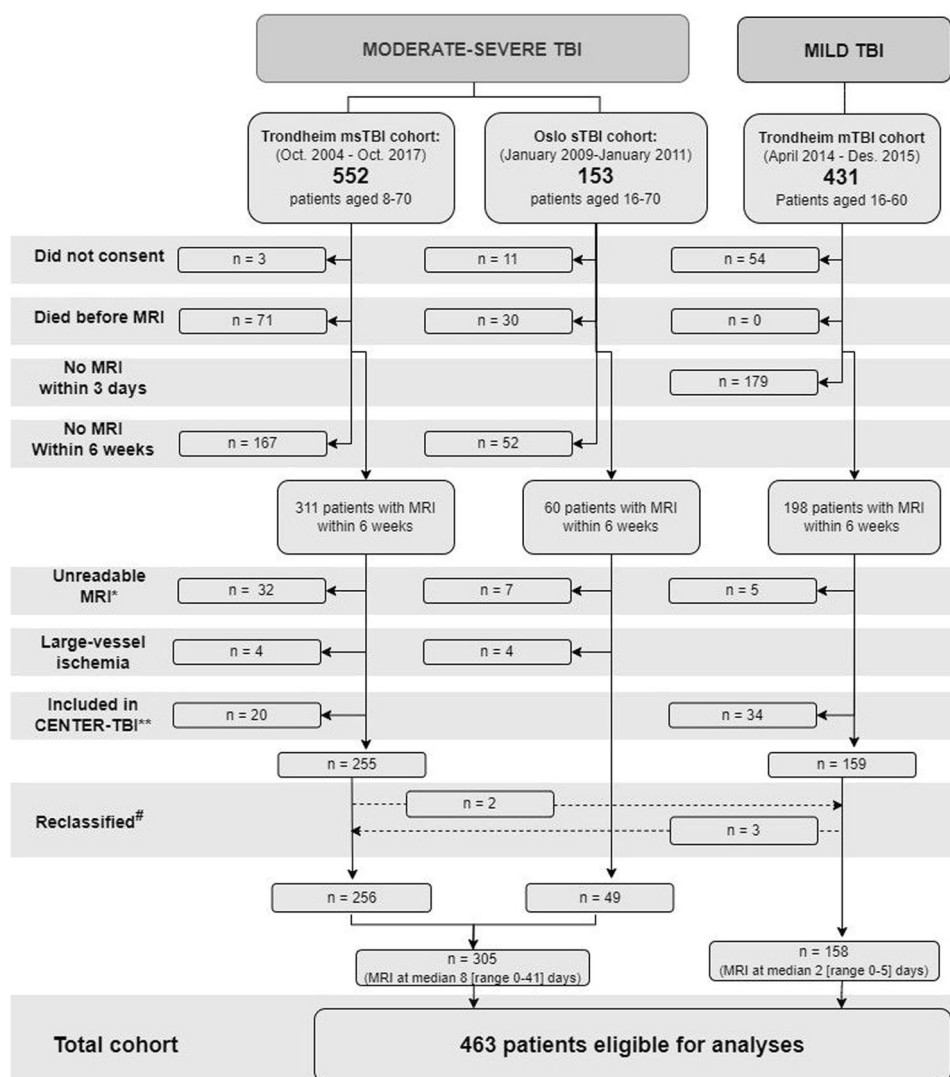 MODERATE-SEVERE TBI
MILD TBI
Trondheim msTBI cohort:
(Oct. 2004 - Oct. 2017)
552
patients aged 8-70
Oslo sTBI cohort:
(January 2009-January 2011)
153
patients aged 16-70
Trondheim mTBI cohort
(April 2014 - Des. 2015)
431
Patients aged 16-60
Did not consent
n = 3
n = 11
n = 54
Died before MRI
n = 71
n = 30
n = 0
No MRI
within 3 days
n = 179
No MRI
Within 6 weeks
n = 167
n = 52
311 patients with MRI
within 6 weeks
60 patients with MRI
within 6 weeks
198 patients with MRI
within 6 weeks
Unreadable
MRI*
n = 32
n = 7
n = 5
Large-vessel
ischemia
n = 4
n = 4
Included in
CENTER-TBI**
n = 20
n = 34
n = 255
n = 159
Reclassified#
n = 2
n = 3
n = 256
n = 49
n = 305
(MRI at median 8 [range 0-41] days)
n = 158
(MRI at median 2 [range 0-5] days)
Total cohort
463 patients eligible for analyses